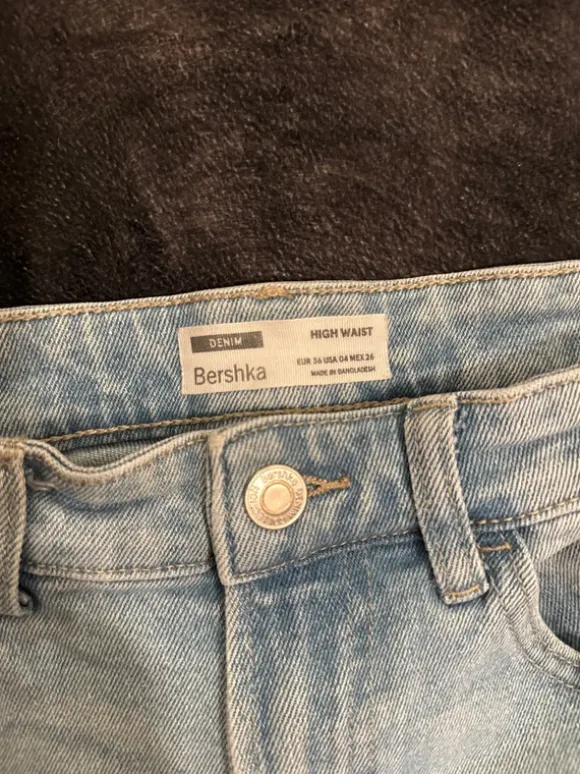 DENIM
Bershka
HIGH WAIST
EUR 36 USA 04 MEX 26
MADE IN BANGLADESH